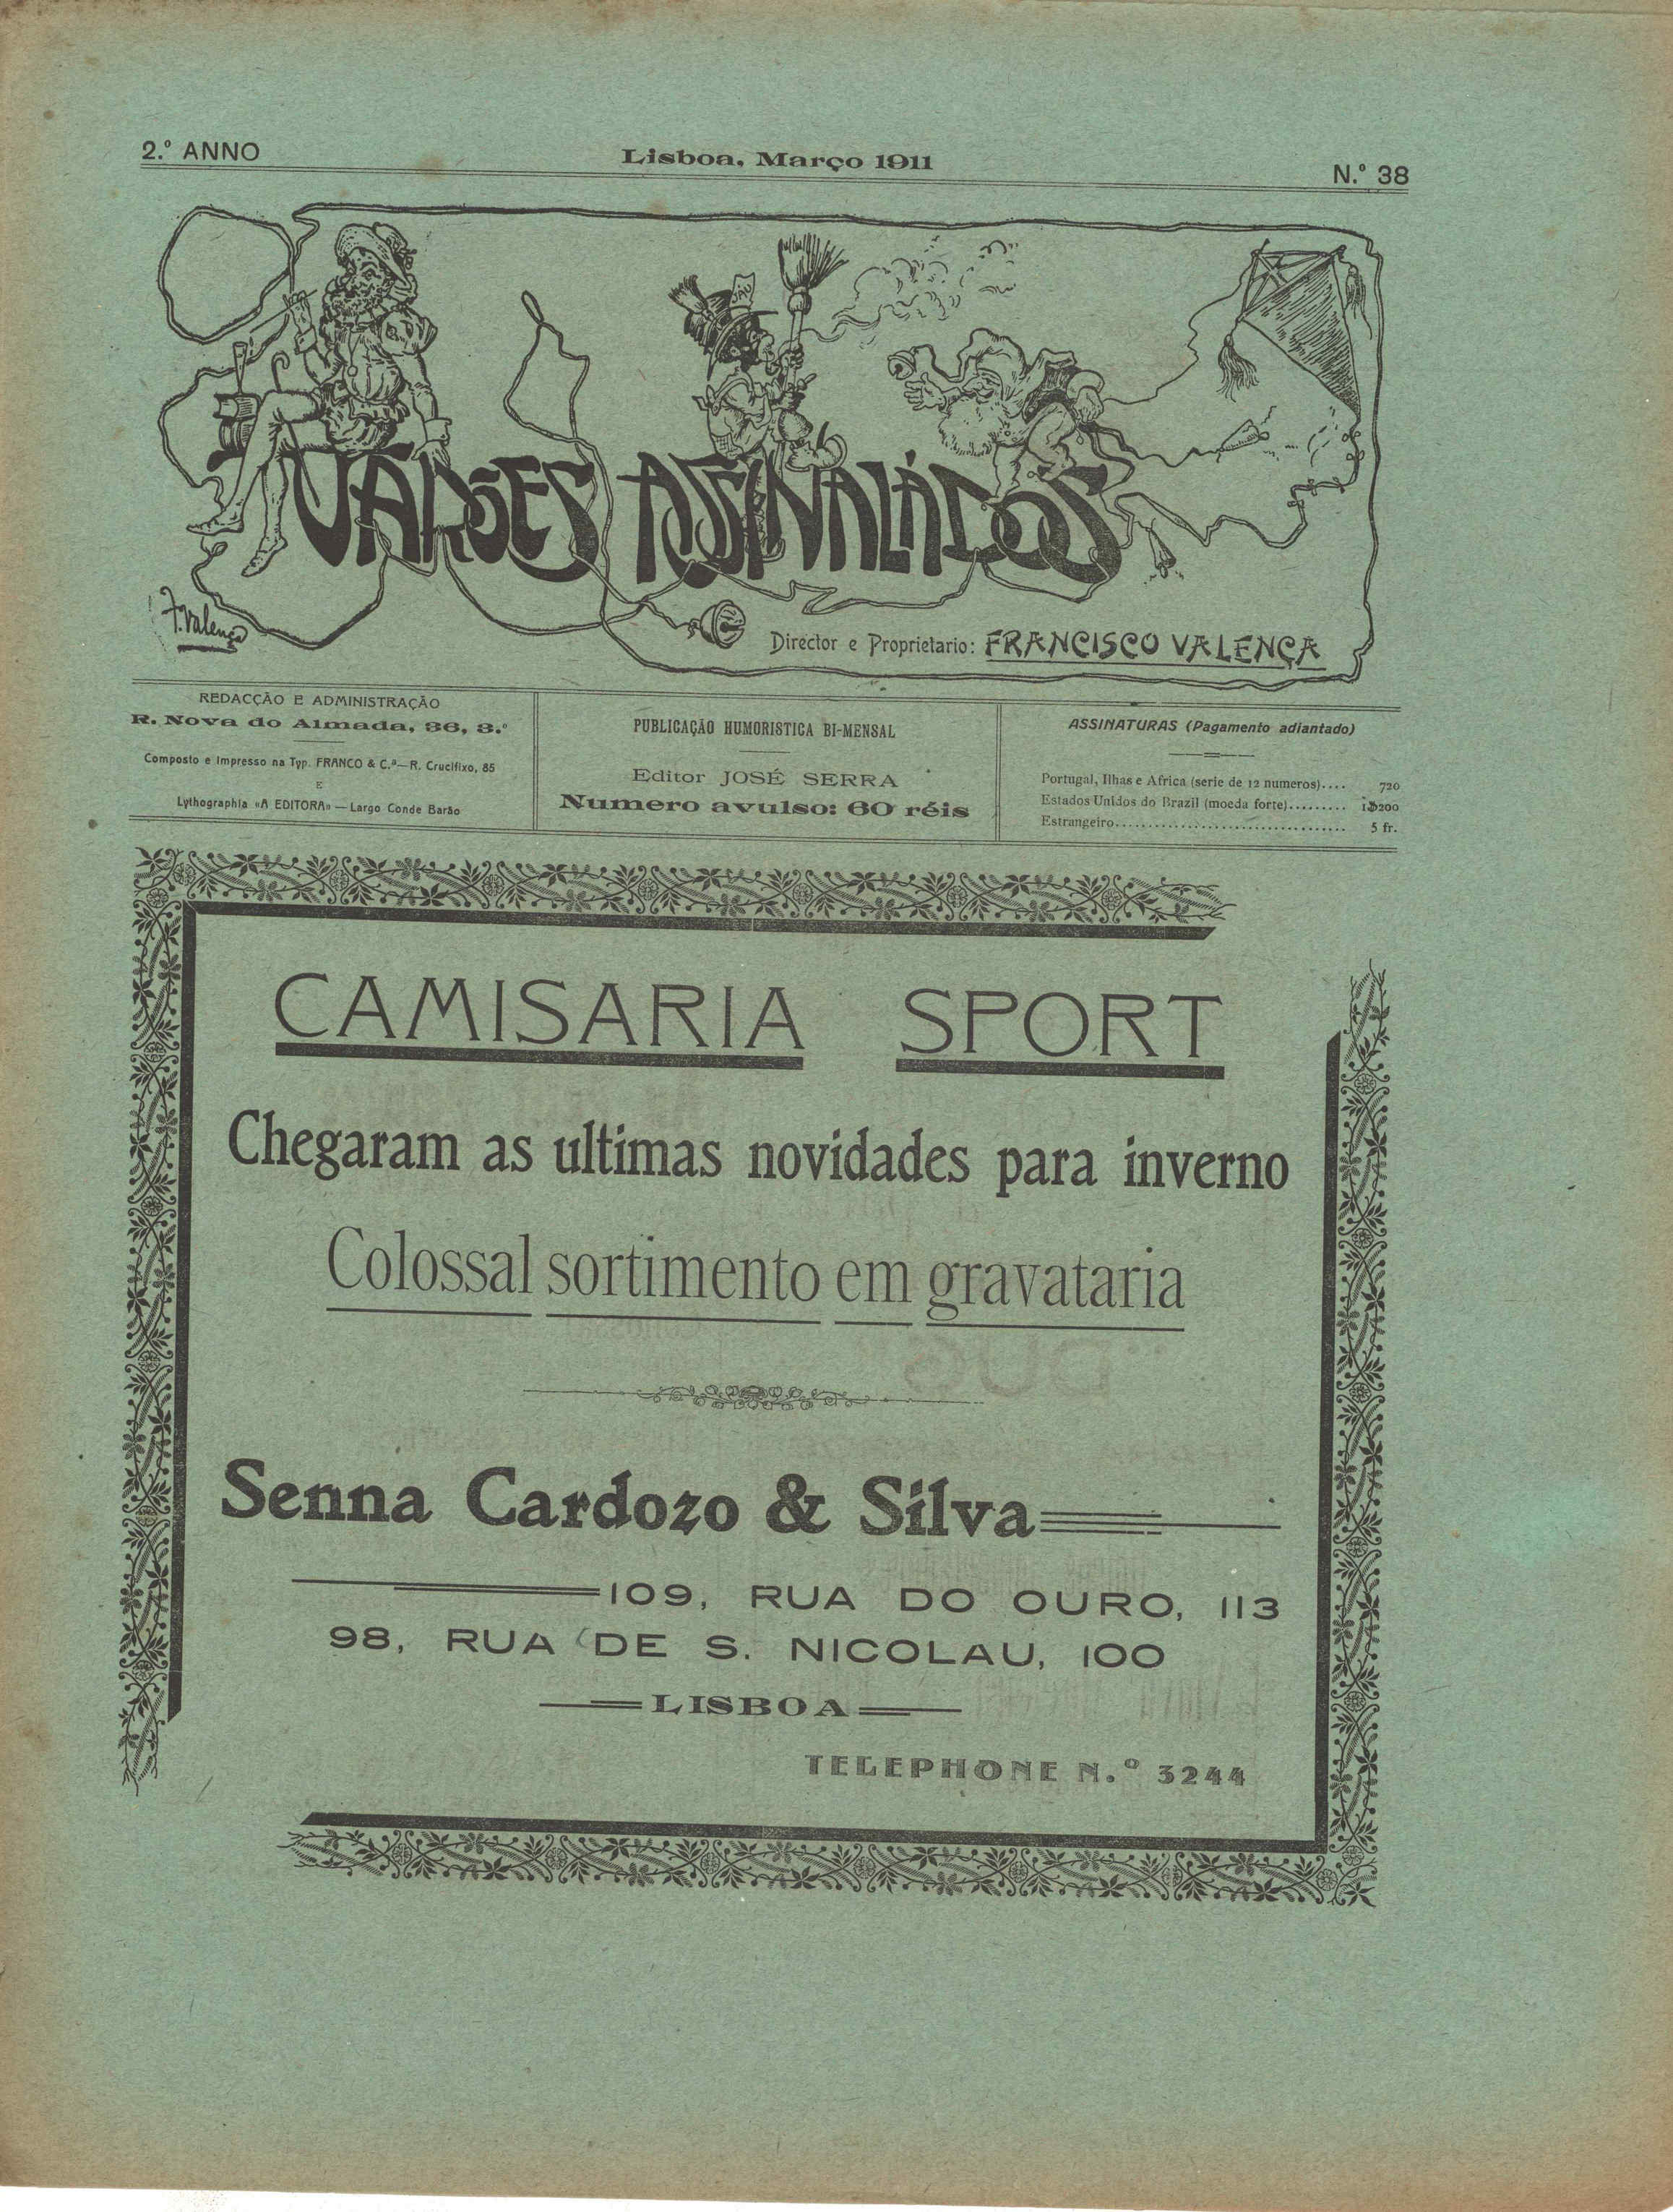 2.º ANNO
Lisboa, Março 1911
N.º 38
JAU
VARÕES ASSINALÁDOS
F. Valença
Director e Proprietario: FRANCISCO VALENÇA
REDACÇÃO E ADMINISTRAÇÃO
R. Nova do Almada, 36, 3.º
Composto e Impresso na Typ. FRANCO & C.ª—R. Crucifixo, 85
E
Lythographia «A EDITORA» — Largo Conde Barão
PUBLICAÇÃO HUMORISTICA BI-MENSAL
Editor JOSÉ SERRA
Numero avulso: 60 réis
ASSINATURAS (Pagamento adiantado)
Portugal, Ilhas e Africa (serie de 12 numeros).... 720
Estados Unidos do Brazil (moeda forte)......... 1$200
Estrangeiro................................... 5 fr.
CAMISARIA SPORT
Chegaram as ultimas novidades para inverno
Colossal sortimento em gravataria
Senna Cardozo & Silva
109, RUA DO OURO, 113
98, RUA DE S. NICOLAU, 100
LISBOA
TELEPHONE N.º 3244